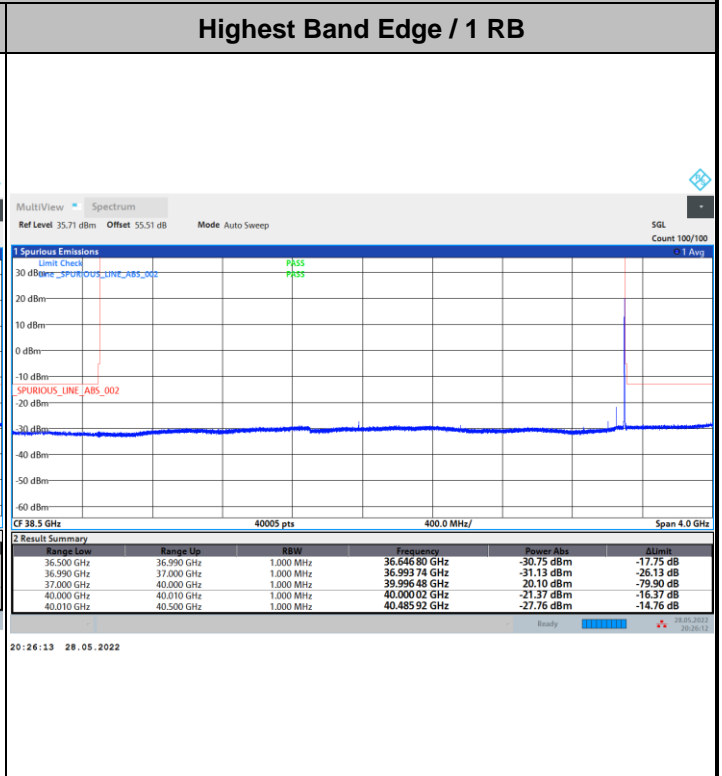 Highest Band Edge / 1 RB
MultiView Spectrum
Ref Level 35.71 dBm Offset 55.51 dB Mode Auto Sweep SGL
Count 100/100
1 Spurious Emissions 1 Avg
Limit Check PASS
30 dBm Line _SPURIOUS_LINE_ABS_002 PASS
20 dBm
10 dBm
0 dBm
-10 dBm
_SPURIOUS_LINE_ABS_002
-20 dBm
-30 dBm
-40 dBm
-50 dBm
-60 dBm
CF 38.5 GHz 40005 pts 400.0 MHz/ Span 4.0 GHz
2 Result Summary
Range Low Range Up RBW Frequency Power Abs ΔLimit
36.500 GHz 36.990 GHz 1.000 MHz 36.646 80 GHz -30.75 dBm -17.75 dB
36.990 GHz 37.000 GHz 1.000 MHz 36.993 74 GHz -31.13 dBm -26.13 dB
37.000 GHz 40.000 GHz 1.000 MHz 39.996 48 GHz 20.10 dBm -79.90 dB
40.000 GHz 40.010 GHz 1.000 MHz 40.000 02 GHz -21.37 dBm -16.37 dB
40.010 GHz 40.500 GHz 1.000 MHz 40.485 92 GHz -27.76 dBm -14.76 dB
Ready 28.05.2022
20:26:12
20:26:13 28.05.2022